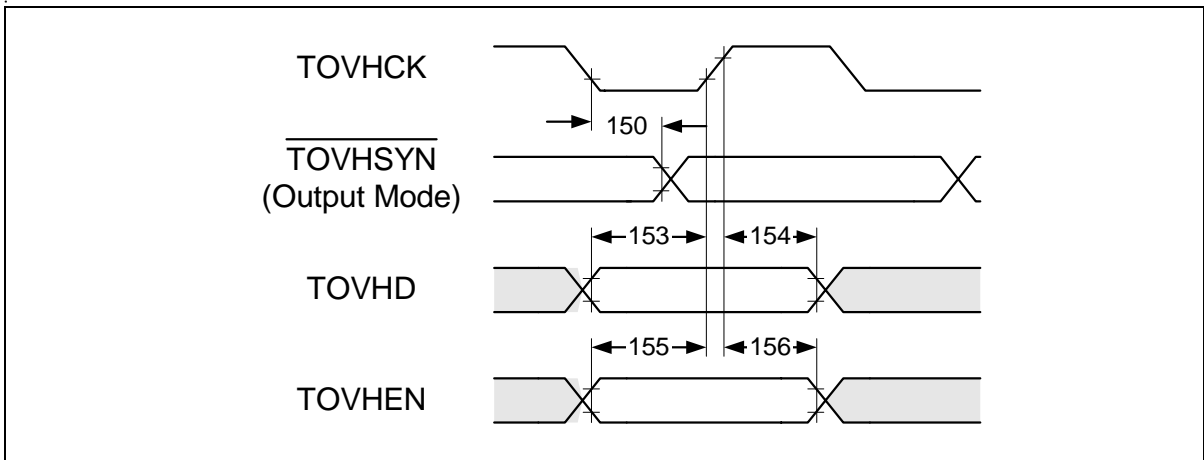 TOVHCK
150
TOVHSYN
(Output Mode)
153
154
TOVHD
155
156
TOVHEN